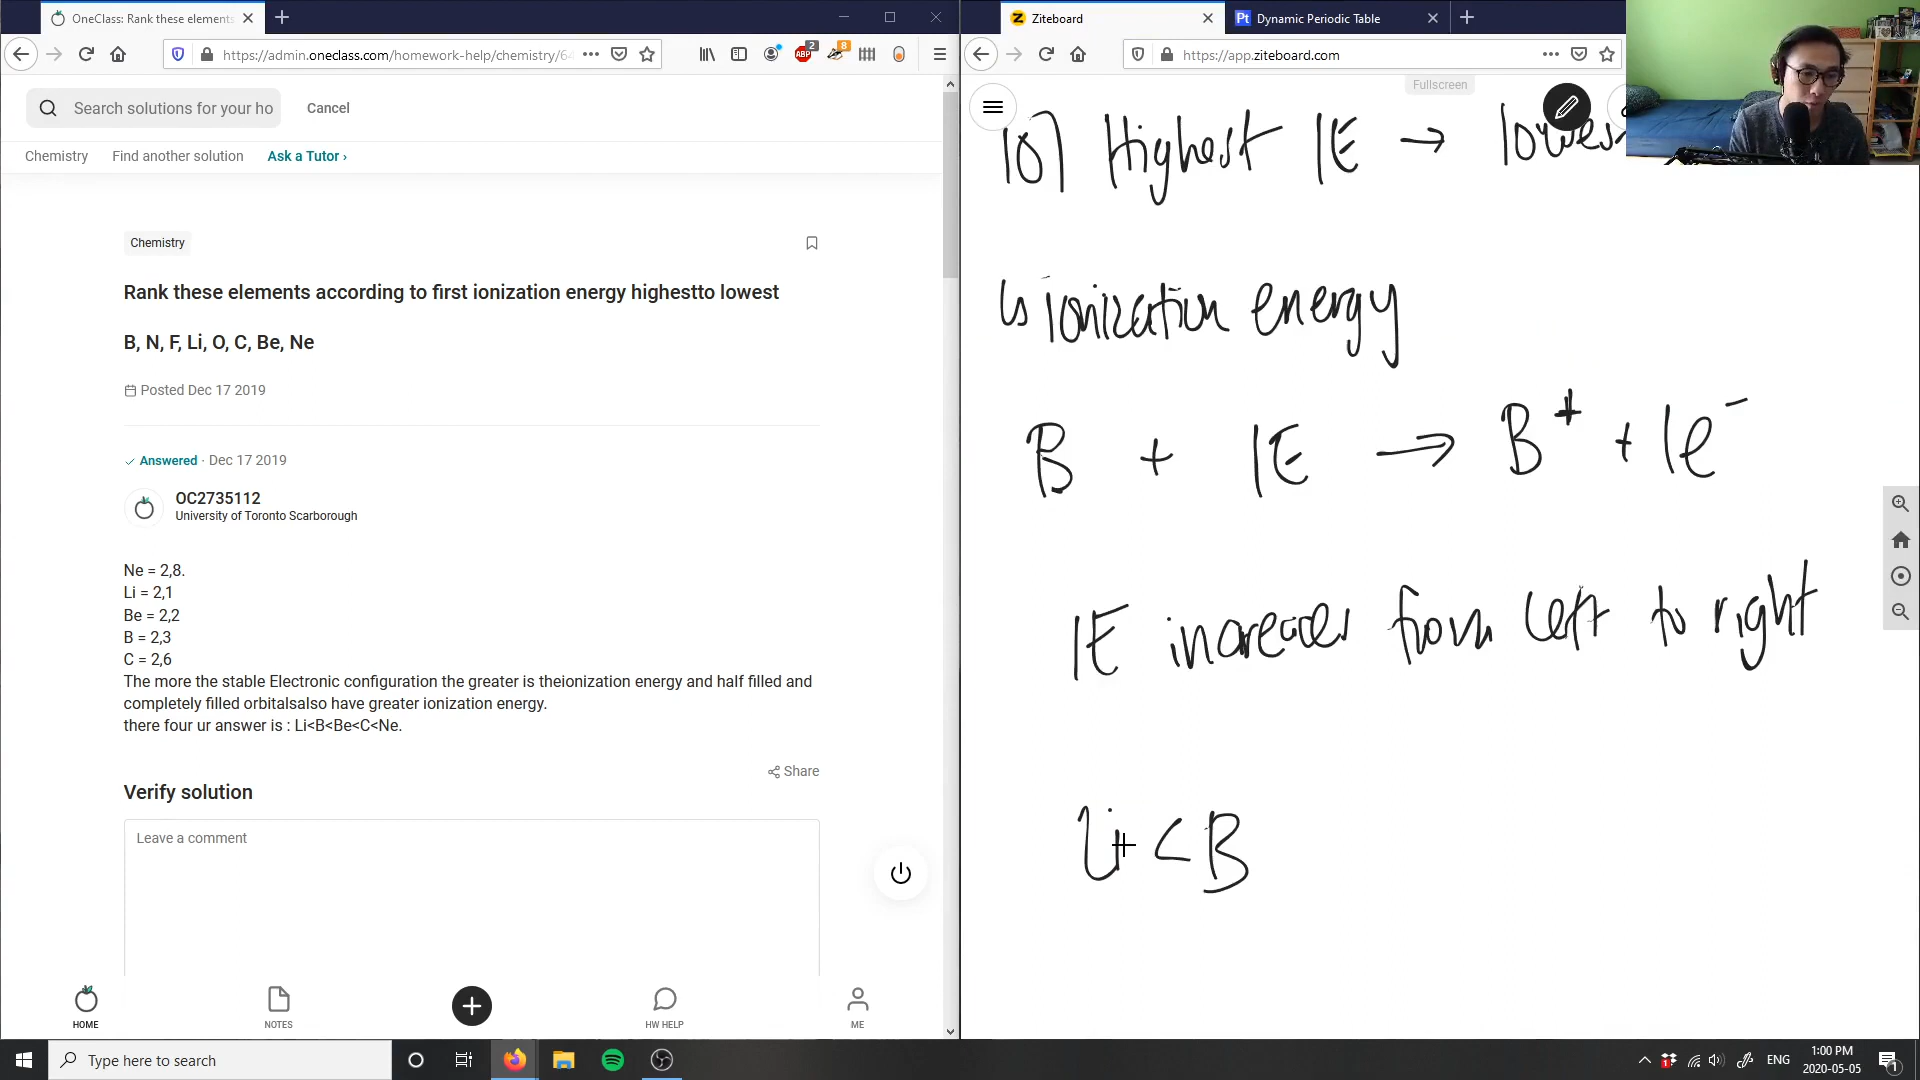 OneClass: Rank these elements
Ziteboard
Dynamic Periodic Table
https://admin.oneclass.com/homework-help/chemistry/6
2
8
https://app.ziteboard.com
Fullscreen
Search solutions for your ho
Cancel
Chemistry
Find another solution
Ask a Tutor ›
Chemistry
Rank these elements according to first ionization energy highestto lowest
B, N, F, Li, O, C, Be, Ne
Posted Dec 17 2019
Answered · Dec 17 2019
OC2735112
University of Toronto Scarborough
Ne = 2,8.
Li = 2,1
Be = 2,2
B = 2,3
C = 2,6
The more the stable Electronic configuration the greater is theionization energy and half filled and
completely filled orbitalsalso have greater ionization energy.
there four ur answer is : Li<B<Be<C<Ne.
Share
Verify solution
Leave a comment
HOME
NOTES
HW HELP
ME
10) Highest IE → lowes
ionization energy
B + IE → B⁺ + 1e⁻
IE increases from left to right
Li < B
Pt
Type here to search
ENG
1:00 PM
2020-05-05
1